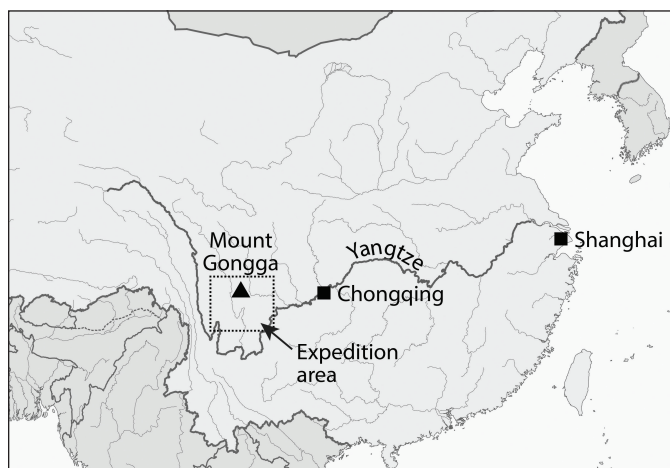 Mount
Gongga
Yangtze
Shanghai
Chongqing
Expedition
area